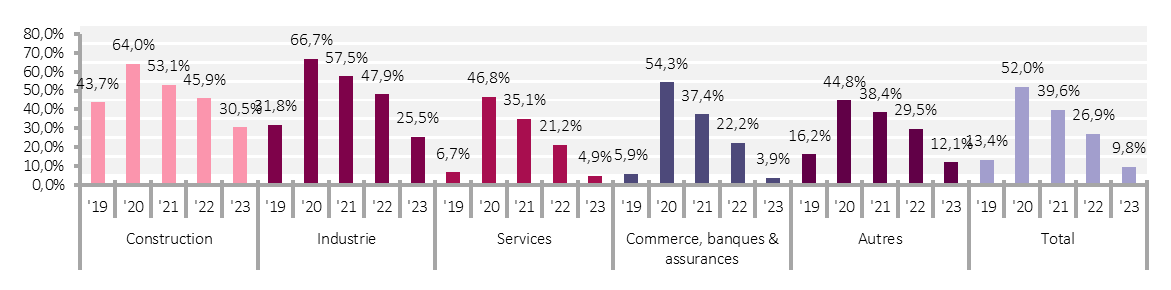 80,0%
70,0%
60,0%
50,0%
40,0%
30,0%
20,0%
10,0%
0,0%
43,7% 64,0% 53,1% 45,9% 30,5% 31,8% 66,7% 57,5% 47,9% 25,5% 6,7% 46,8% 35,1% 21,2% 4,9% 5,9% 54,3% 37,4% 22,2% 3,9% 16,2% 44,8% 38,4% 29,5% 12,1% 13,4% 52,0% 39,6% 26,9% 9,8%
'19 '20 '21 '22 '23 '19 '20 '21 '22 '23 '19 '20 '21 '22 '23 '19 '20 '21 '22 '23 '19 '20 '21 '22 '23 '19 '20 '21 '22 '23
Construction Industrie Services Commerce, banques & Autres Total
assurances